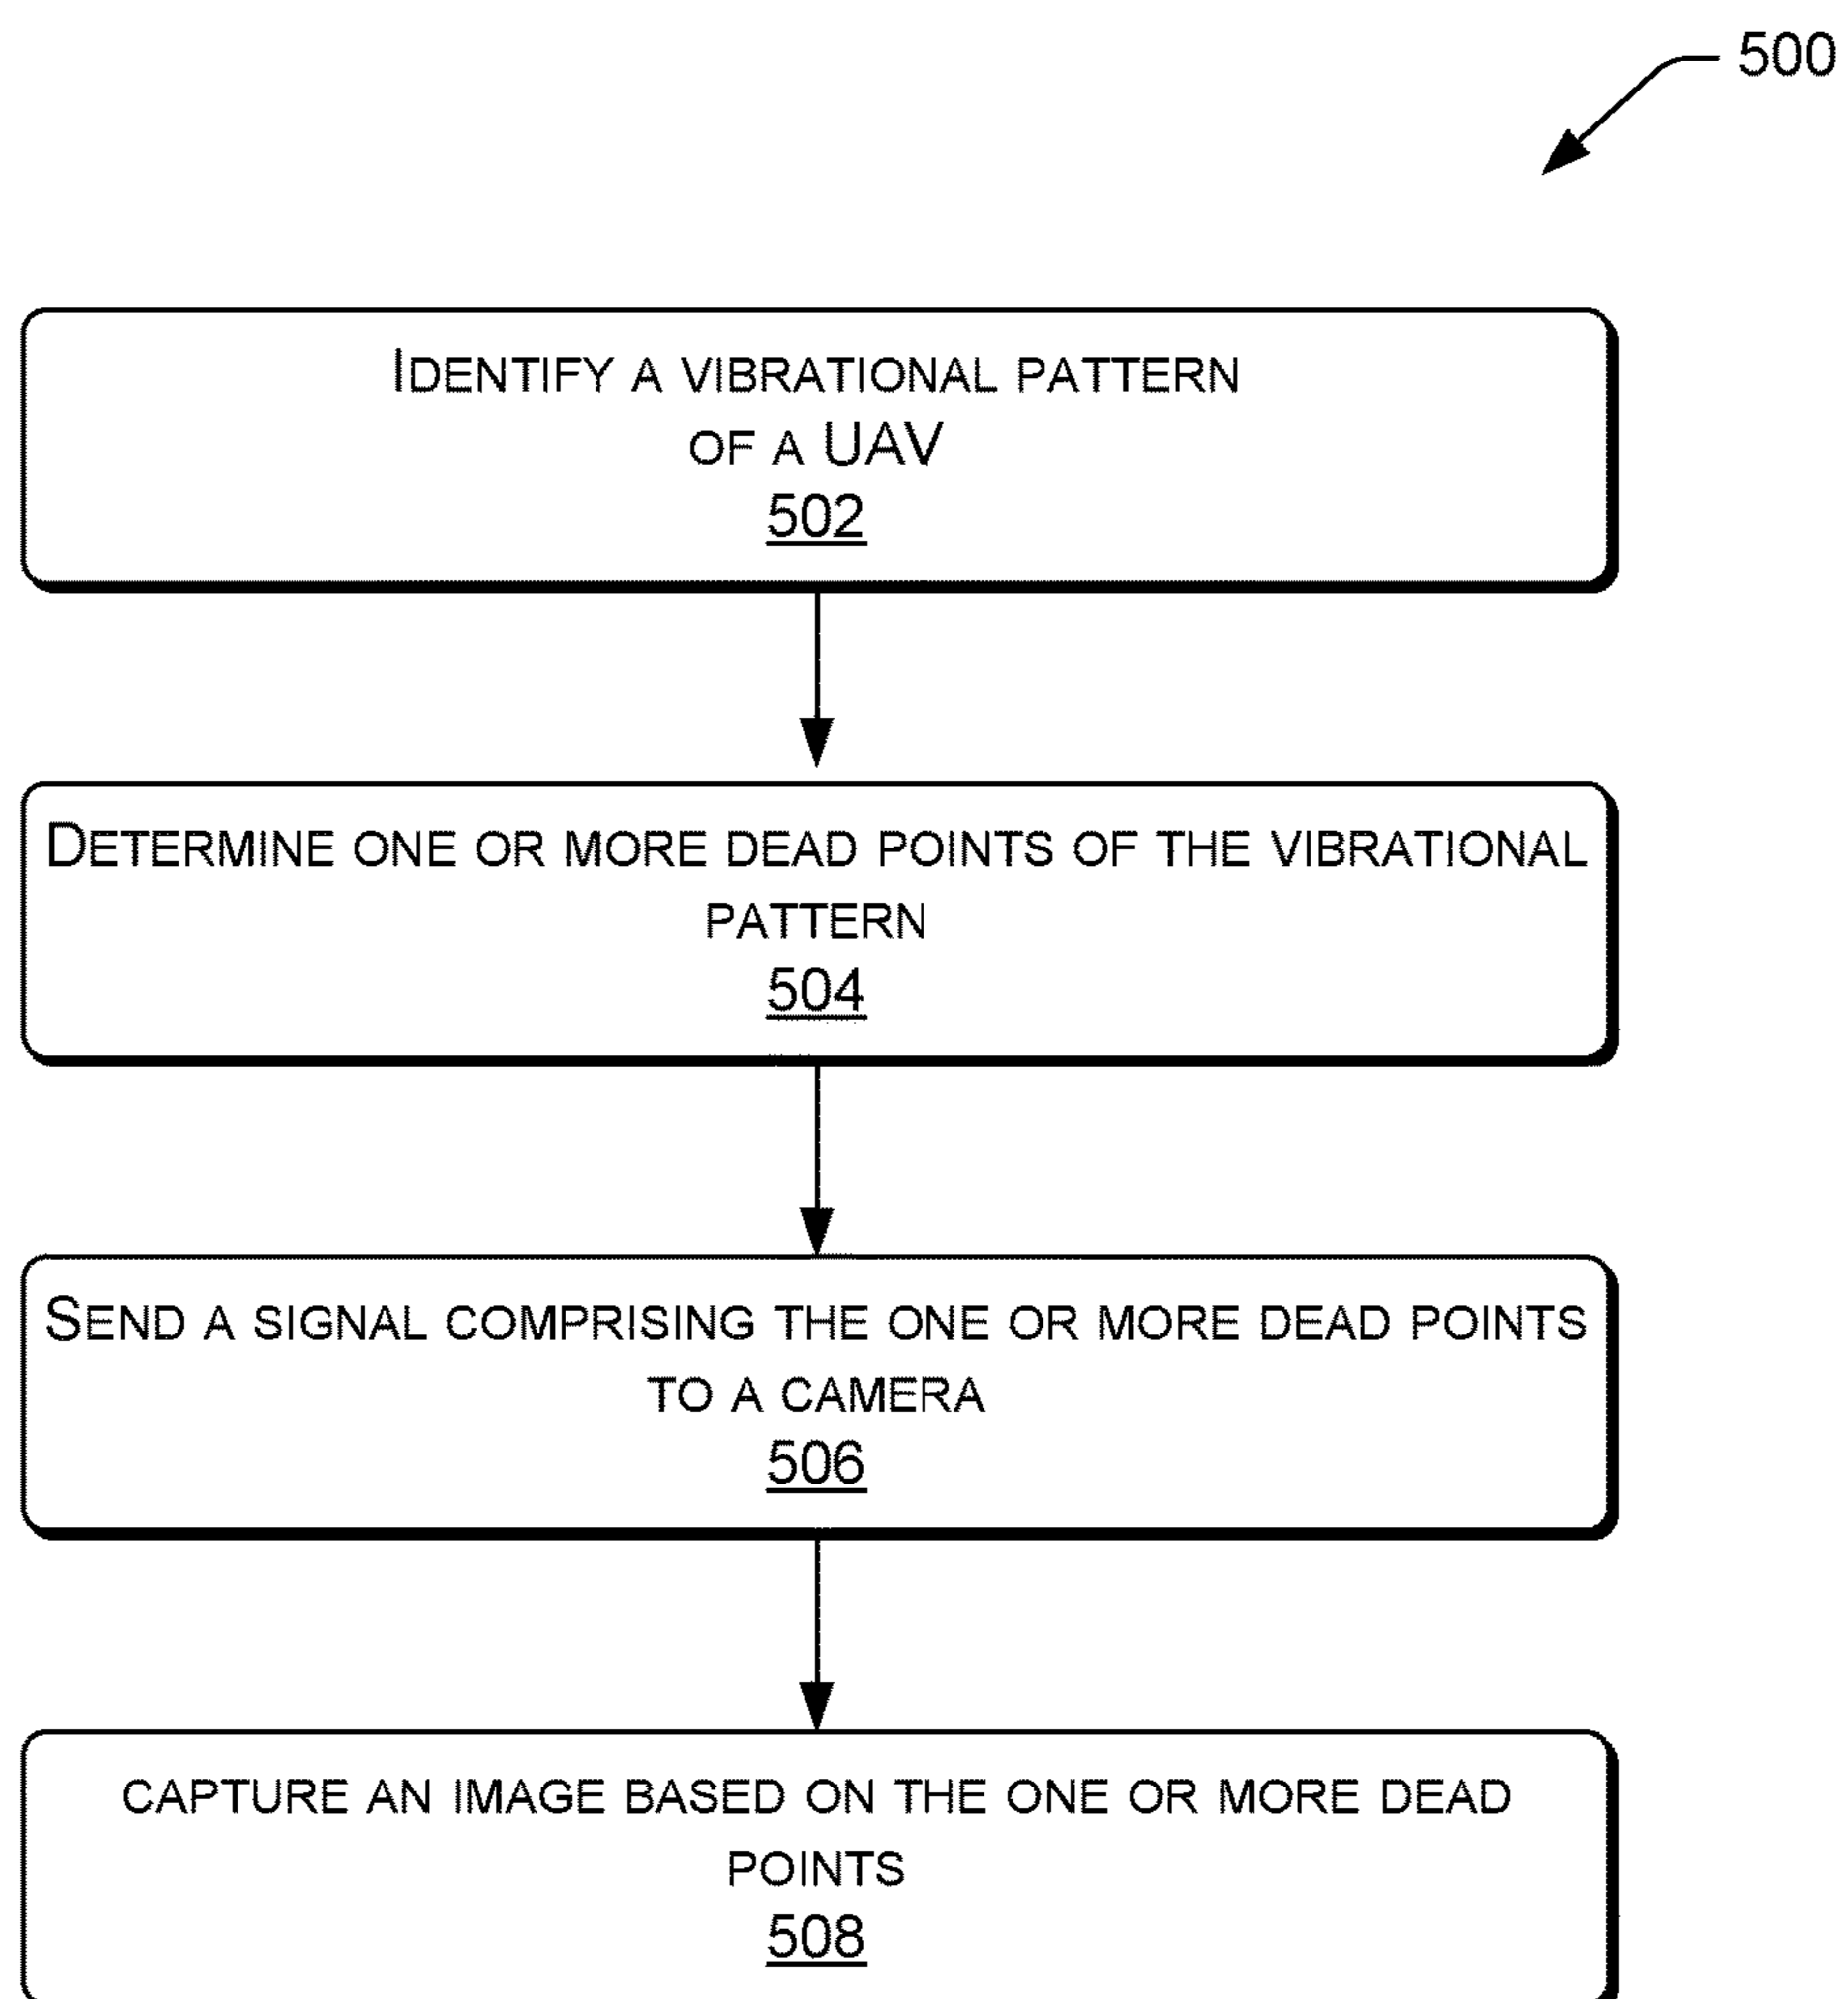 500
IDENTIFY A VIBRATIONAL PATTERN
OF A UAV
502
DETERMINE ONE OR MORE DEAD POINTS OF THE VIBRATIONAL
PATTERN
504
SEND A SIGNAL COMPRISING THE ONE OR MORE DEAD POINTS
TO A CAMERA
506
CAPTURE AN IMAGE BASED ON THE ONE OR MORE DEAD
POINTS
508